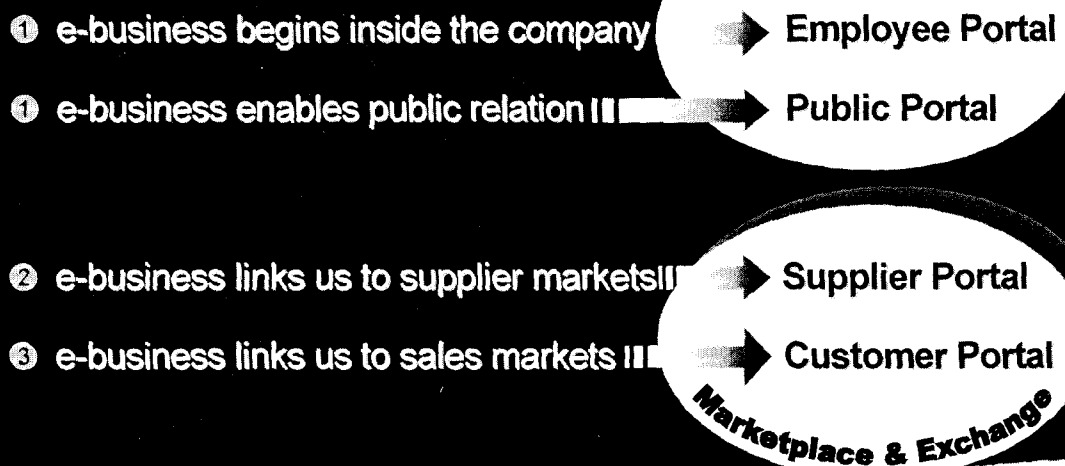 ① e-business begins inside the company Employee Portal
① e-business enables public relation Public Portal
② e-business links us to supplier markets Supplier Portal
③ e-business links us to sales markets Customer Portal
Marketplace & Exchange